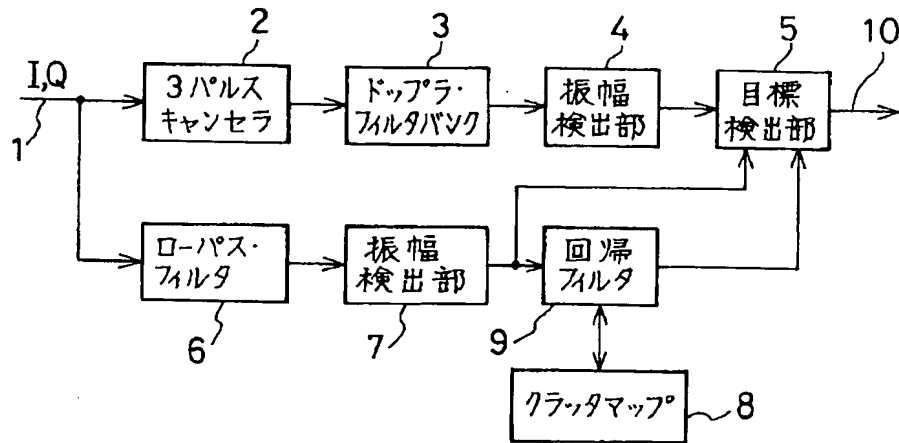 2
3
4
5
10
I,Q
1
3パルス
キャンセラ
ドップラ・
フィルタバンク
振幅
検出部
目標
検出部
ローパス・
フィルタ
振幅
検出部
回帰
フィルタ
6
7
9
クラッタマップ
8